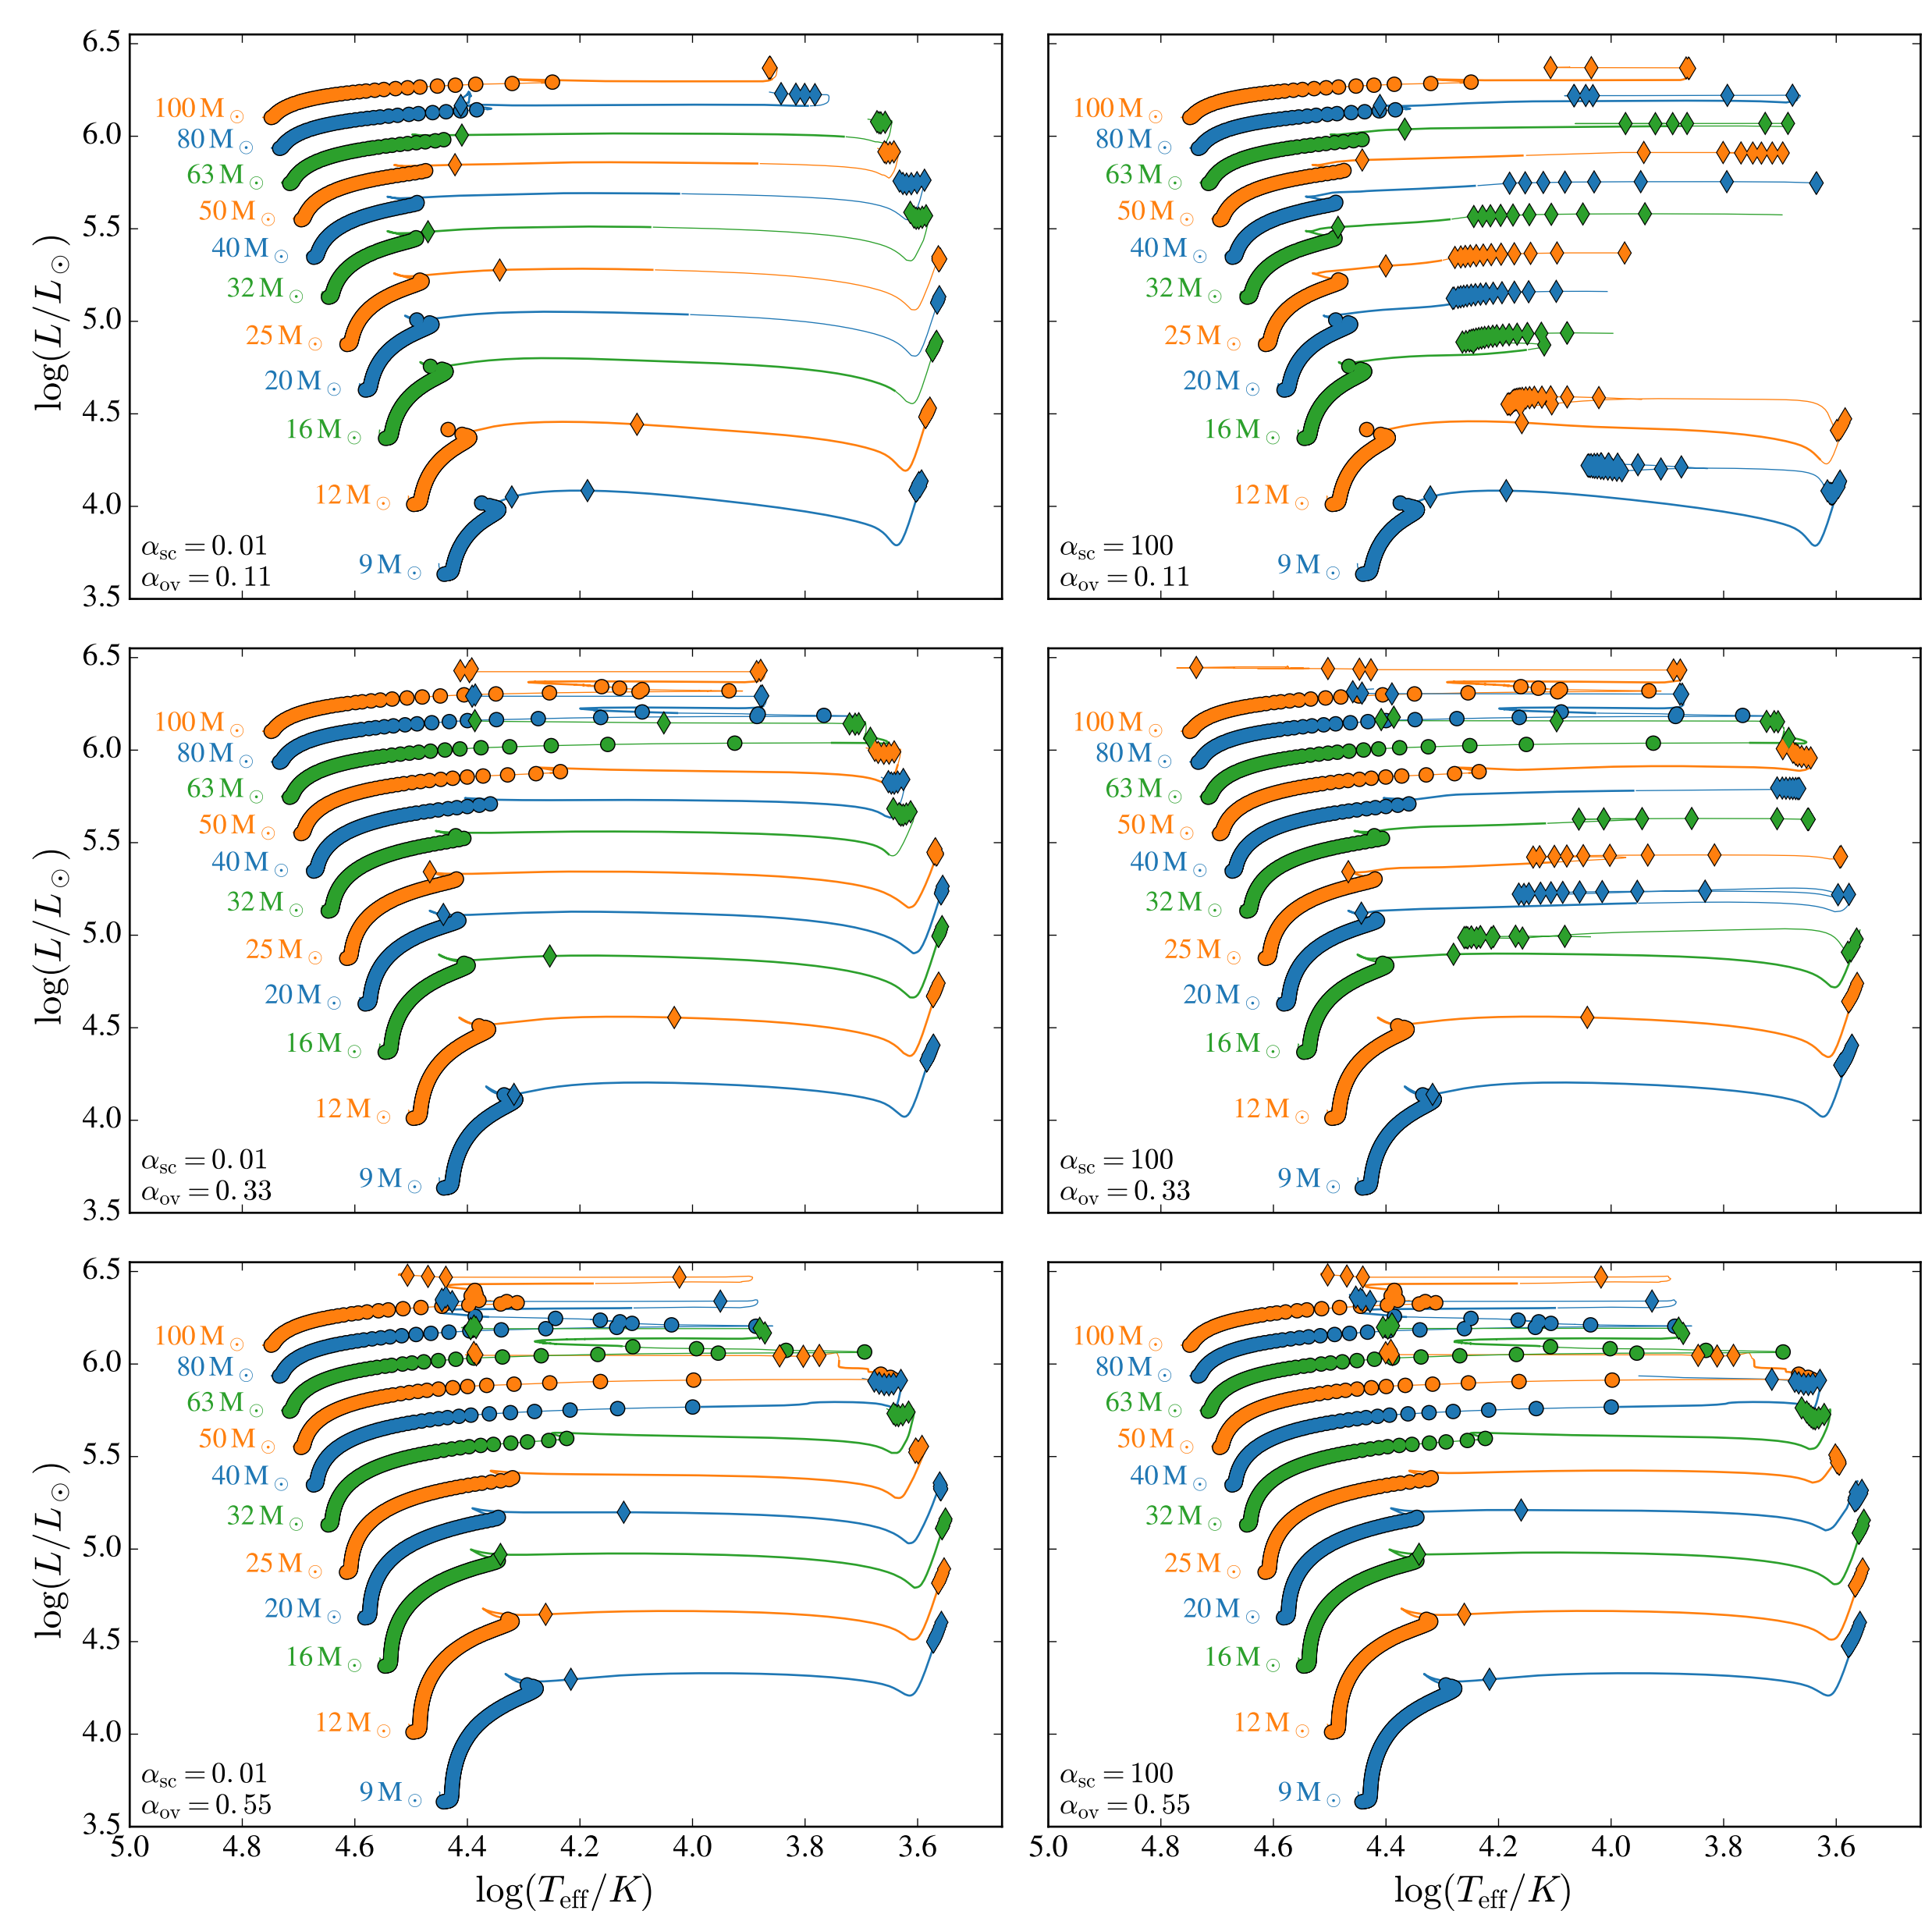 6.5
6.0
5.5
5.0
4.5
4.0
3.5
log(L/L☉)
100 M☉
80 M☉
63 M☉
50 M☉
40 M☉
32 M☉
25 M☉
20 M☉
16 M☉
12 M☉
9 M☉
αsc = 0.01
αov = 0.11
100 M☉
80 M☉
63 M☉
50 M☉
40 M☉
32 M☉
25 M☉
20 M☉
16 M☉
12 M☉
9 M☉
αsc = 100
αov = 0.11
6.5
6.0
5.5
5.0
4.5
4.0
3.5
log(L/L☉)
100 M☉
80 M☉
63 M☉
50 M☉
40 M☉
32 M☉
25 M☉
20 M☉
16 M☉
12 M☉
9 M☉
αsc = 0.01
αov = 0.33
100 M☉
80 M☉
63 M☉
50 M☉
40 M☉
32 M☉
25 M☉
20 M☉
16 M☉
12 M☉
9 M☉
αsc = 100
αov = 0.33
6.5
6.0
5.5
5.0
4.5
4.0
3.5
log(L/L☉)
100 M☉
80 M☉
63 M☉
50 M☉
40 M☉
32 M☉
25 M☉
20 M☉
16 M☉
12 M☉
9 M☉
αsc = 0.01
αov = 0.55
5.0 4.8 4.6 4.4 4.2 4.0 3.8 3.6
log(Teff/K)
100 M☉
80 M☉
63 M☉
50 M☉
40 M☉
32 M☉
25 M☉
20 M☉
16 M☉
12 M☉
9 M☉
αsc = 100
αov = 0.55
5.0 4.8 4.6 4.4 4.2 4.0 3.8 3.6
log(Teff/K)